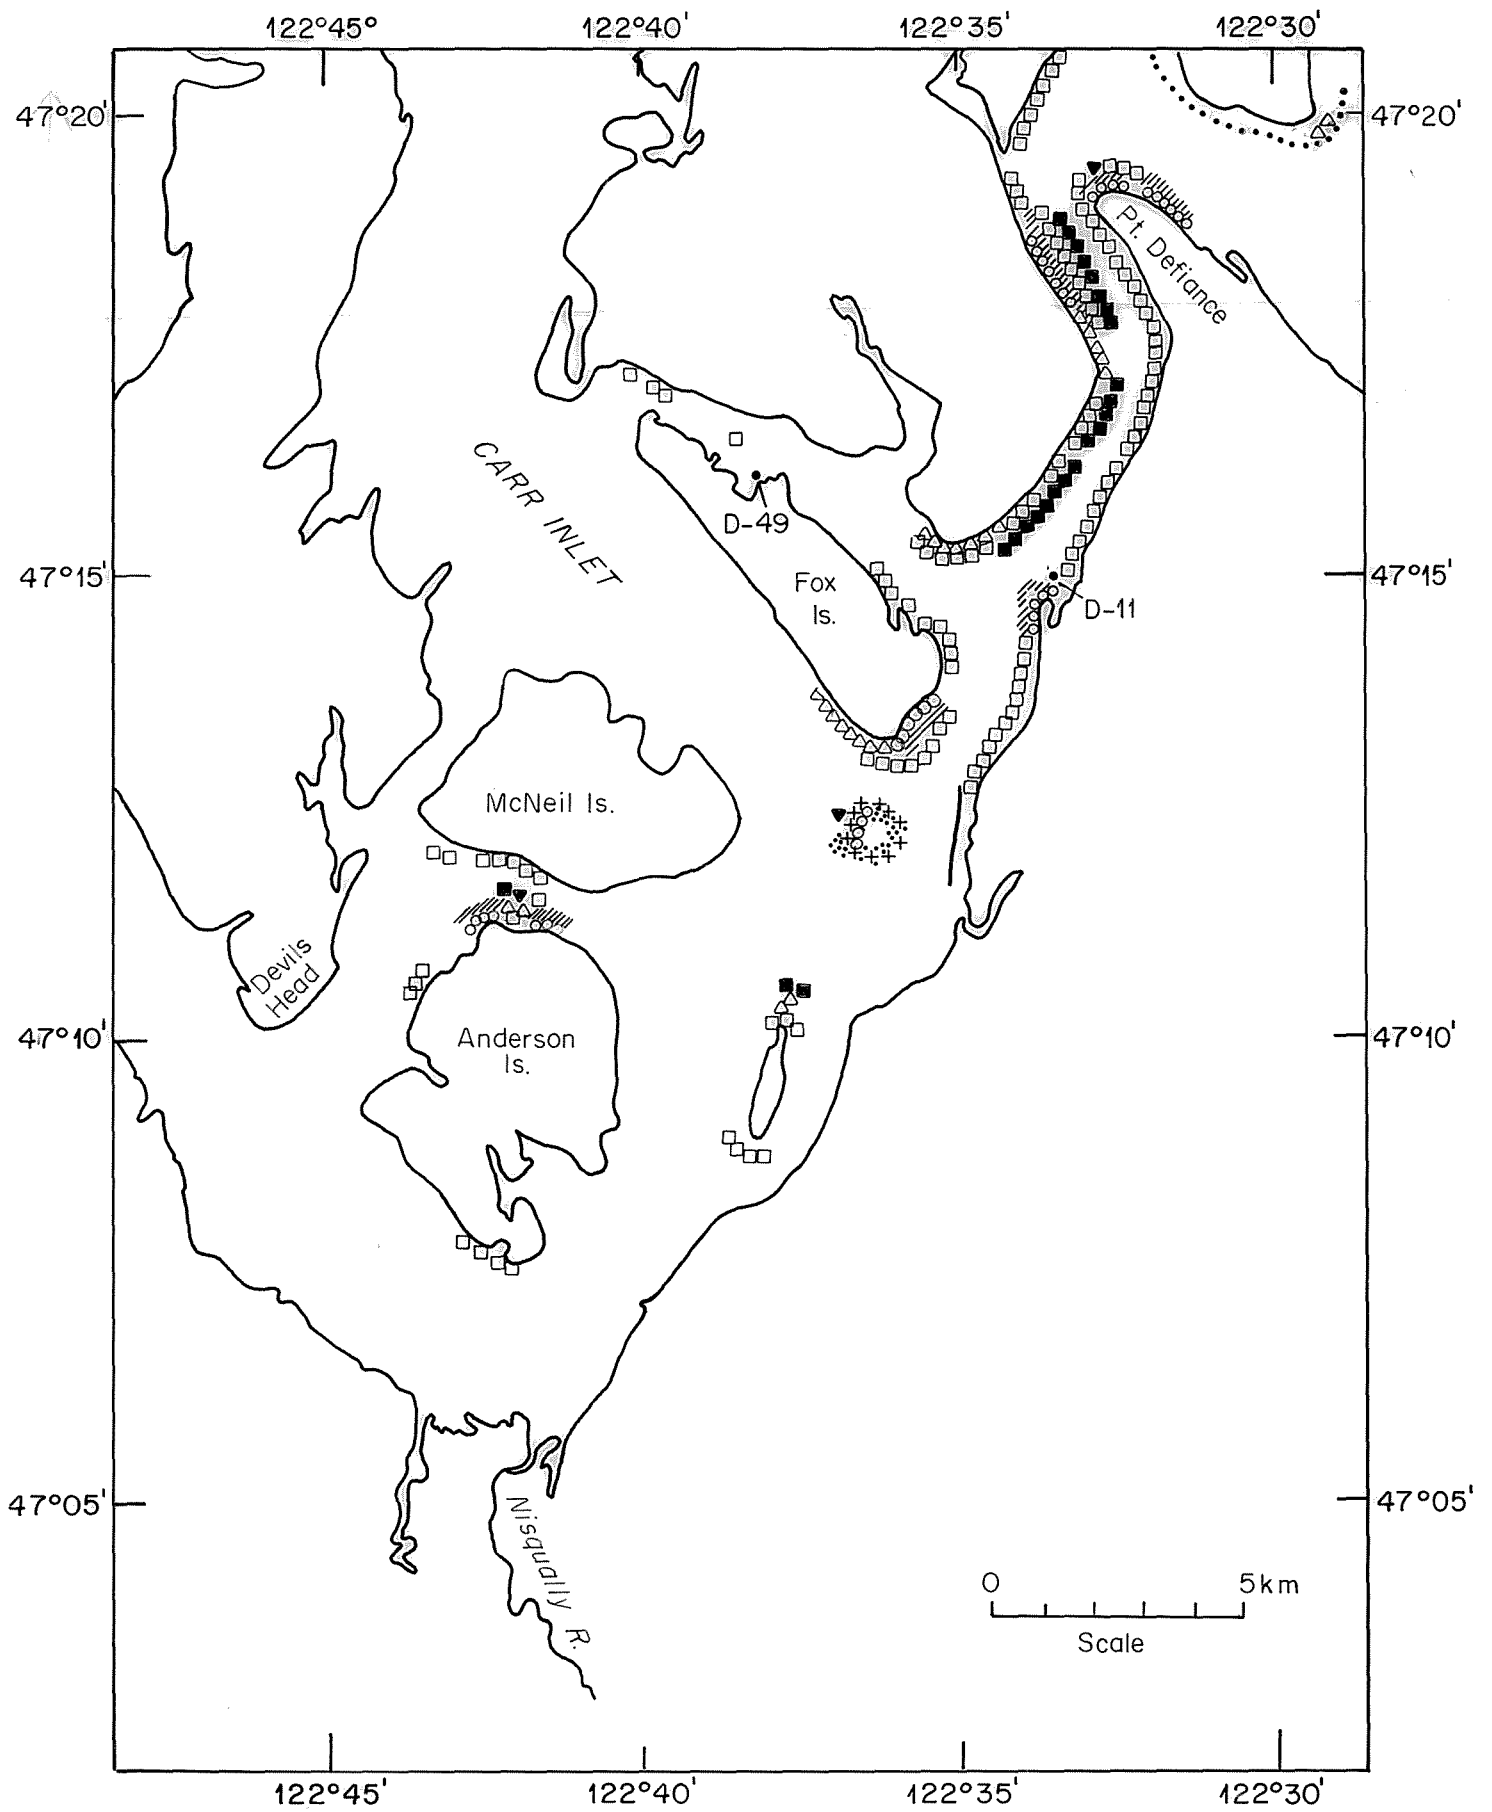 122°45°
122°40'
122°35'
122°30'
47°20'
47°20'
Pt. Defiance
CARR INLET
D-49
47°15'
47°15'
Fox
Is.
D-11
McNeil Is.
Devils
Head
47°10'
47°10'
Anderson
Is.
47°05'
47°05'
Nisqually R.
0
5km
Scale
122°45'
122°40'
122°35'
122°30'